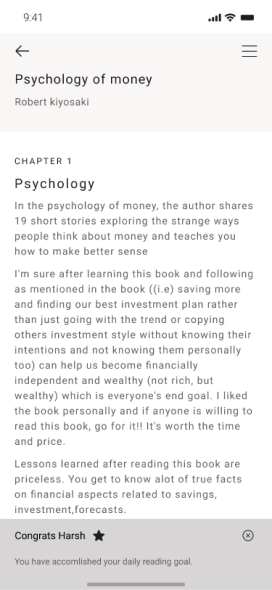 9:41
Psychology of money
Robert kiyosaki
CHAPTER 1
Psychology
In the psychology of money, the author shares
19 short stories exploring the strange ways
people think about money and teaches you
how to make better sense
I'm sure after learning this book and following
as mentioned in the book ((i.e) saving more
and finding our best investment plan rather
than just going with the trend or copying
others investment style without knowing their
intentions and not knowing them personally
too) can help us become financially
independent and wealthy (not rich, but
wealthy) which is everyone's end goal. I liked
the book personally and if anyone is willing to
read this book, go for it!! It's worth the time
and price.
Lessons learned after reading this book are
priceless. You get to know alot of true facts
on financial aspects related to savings,
investment,forecasts.
Congrats Harsh
You have accomlished your daily reading goal.